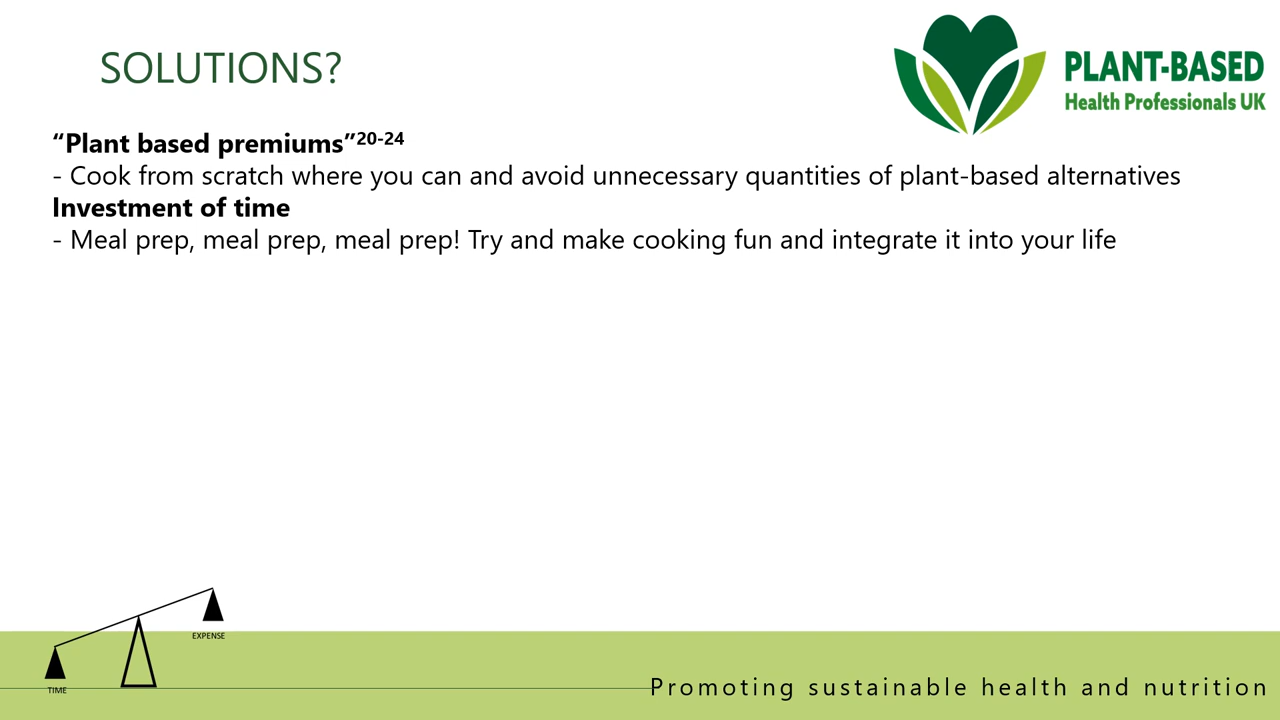 SOLUTIONS?
PLANT-BASED
Health Professionals UK
“Plant based premiums”20-24
- Cook from scratch where you can and avoid unnecessary quantities of plant-based alternatives
Investment of time
- Meal prep, meal prep, meal prep! Try and make cooking fun and integrate it into your life
EXPENSE
TIME
Promoting sustainable health and nutrition